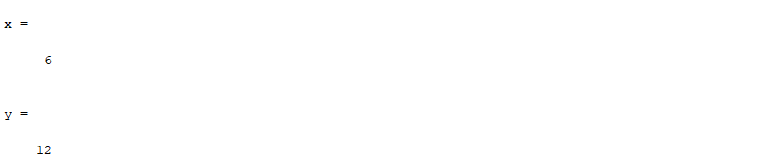 x =
6
y =
12